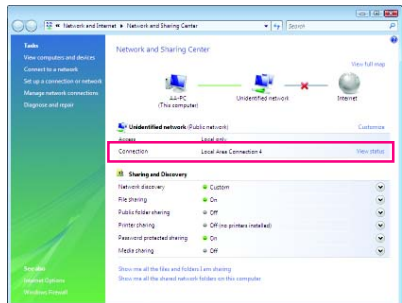 « Network and Internet ▸ Network and Sharing Center
Search
Tasks
View computers and devices
Connect to a network
Set up a connection or network
Manage network connections
Diagnose and repair
See also
Internet Options
Windows Firewall
Network and Sharing Center
View full map
AA-PC
(This computer)
Unidentified network
Internet
Unidentified network (Public network)
Customize
Access
Local only
Connection
Local Area Connection 4
View status
Sharing and Discovery
Network discovery
Custom
File sharing
On
Public folder sharing
Off
Printer sharing
Off (no printers installed)
Password protected sharing
On
Media sharing
Off
Show me all the files and folders I am sharing
Show me all the shared network folders on this computer